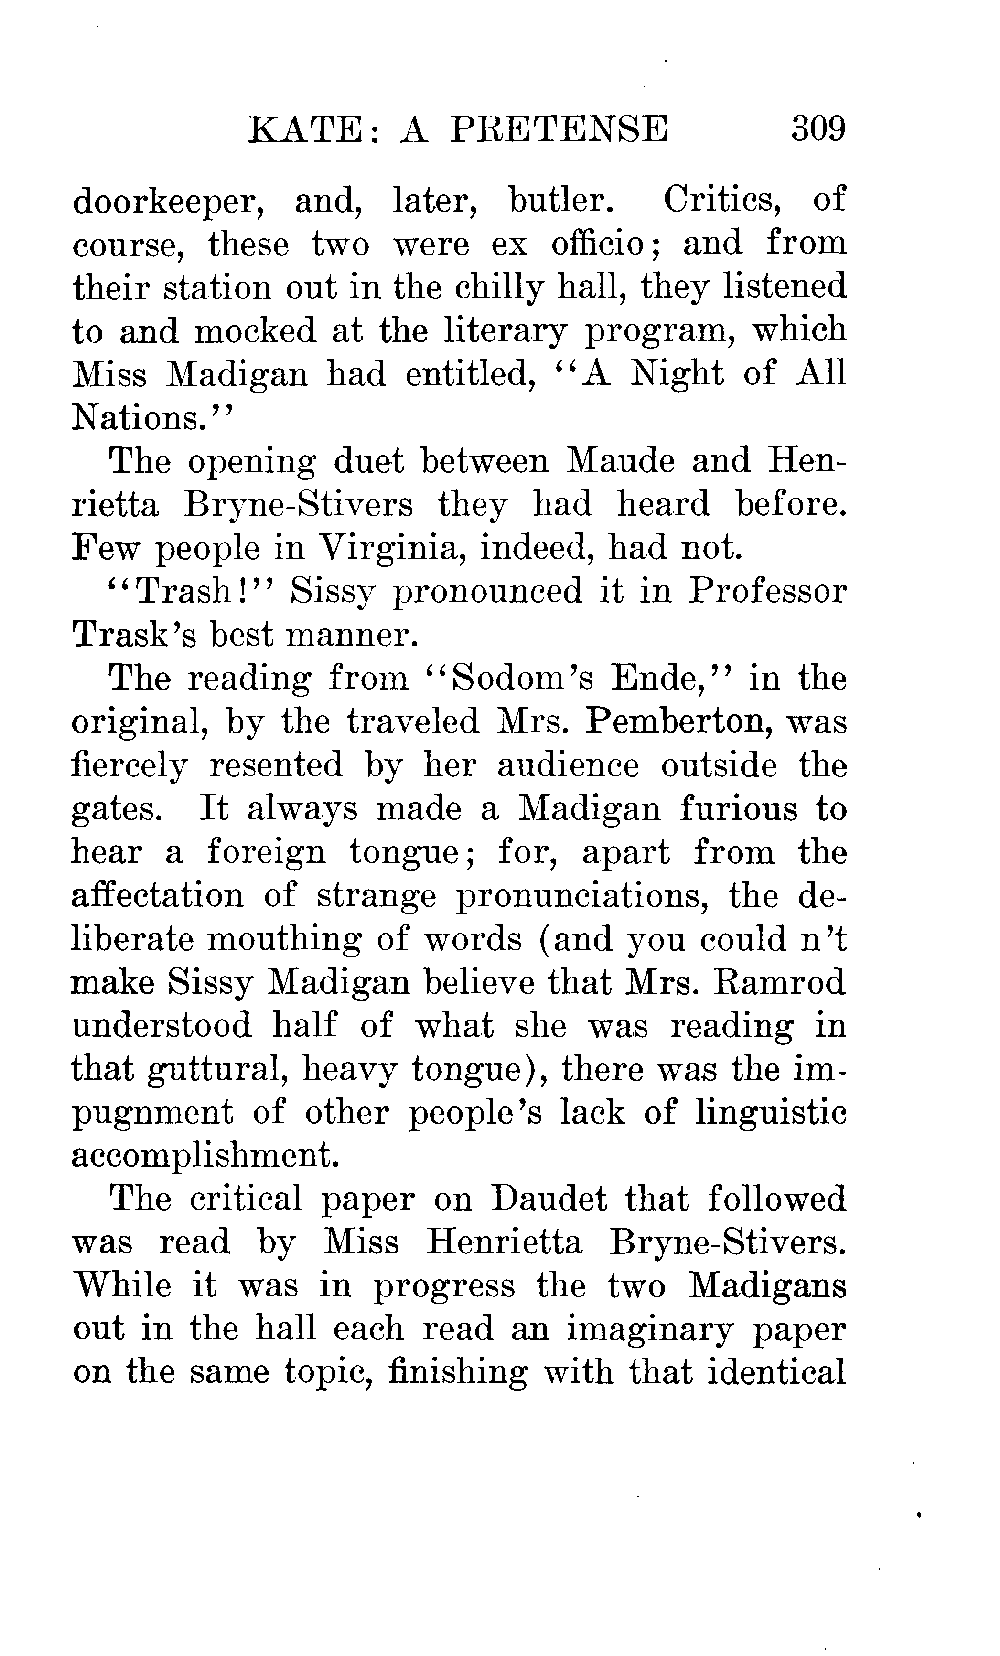 KATE: A PRETENSE 309
doorkeeper, and, later, butler. Critics, of
course, these two were ex officio; and from
their station out in the chilly hall, they listened
to and mocked at the literary program, which
Miss Madigan had entitled, "A Night of All
Nations."
The opening duet between Maude and Hen-
rietta Bryne-Stivers they had heard before.
Few people in Virginia, indeed, had not.
"Trash!" Sissy pronounced it in Professor
Trask's best manner.
The reading from "Sodom's Ende," in the
original, by the traveled Mrs. Pemberton, was
fiercely resented by her audience outside the
gates. It always made a Madigan furious to
hear a foreign tongue; for, apart from the
affectation of strange pronunciations, the de-
liberate mouthing of words (and you could n't
make Sissy Madigan believe that Mrs. Ramrod
understood half of what she was reading in
that guttural, heavy tongue), there was the im-
pugnment of other people's lack of linguistic
accomplishment.
The critical paper on Daudet that followed
was read by Miss Henrietta Bryne-Stivers.
While it was in progress the two Madigans
out in the hall each read an imaginary paper
on the same topic, finishing with that identical